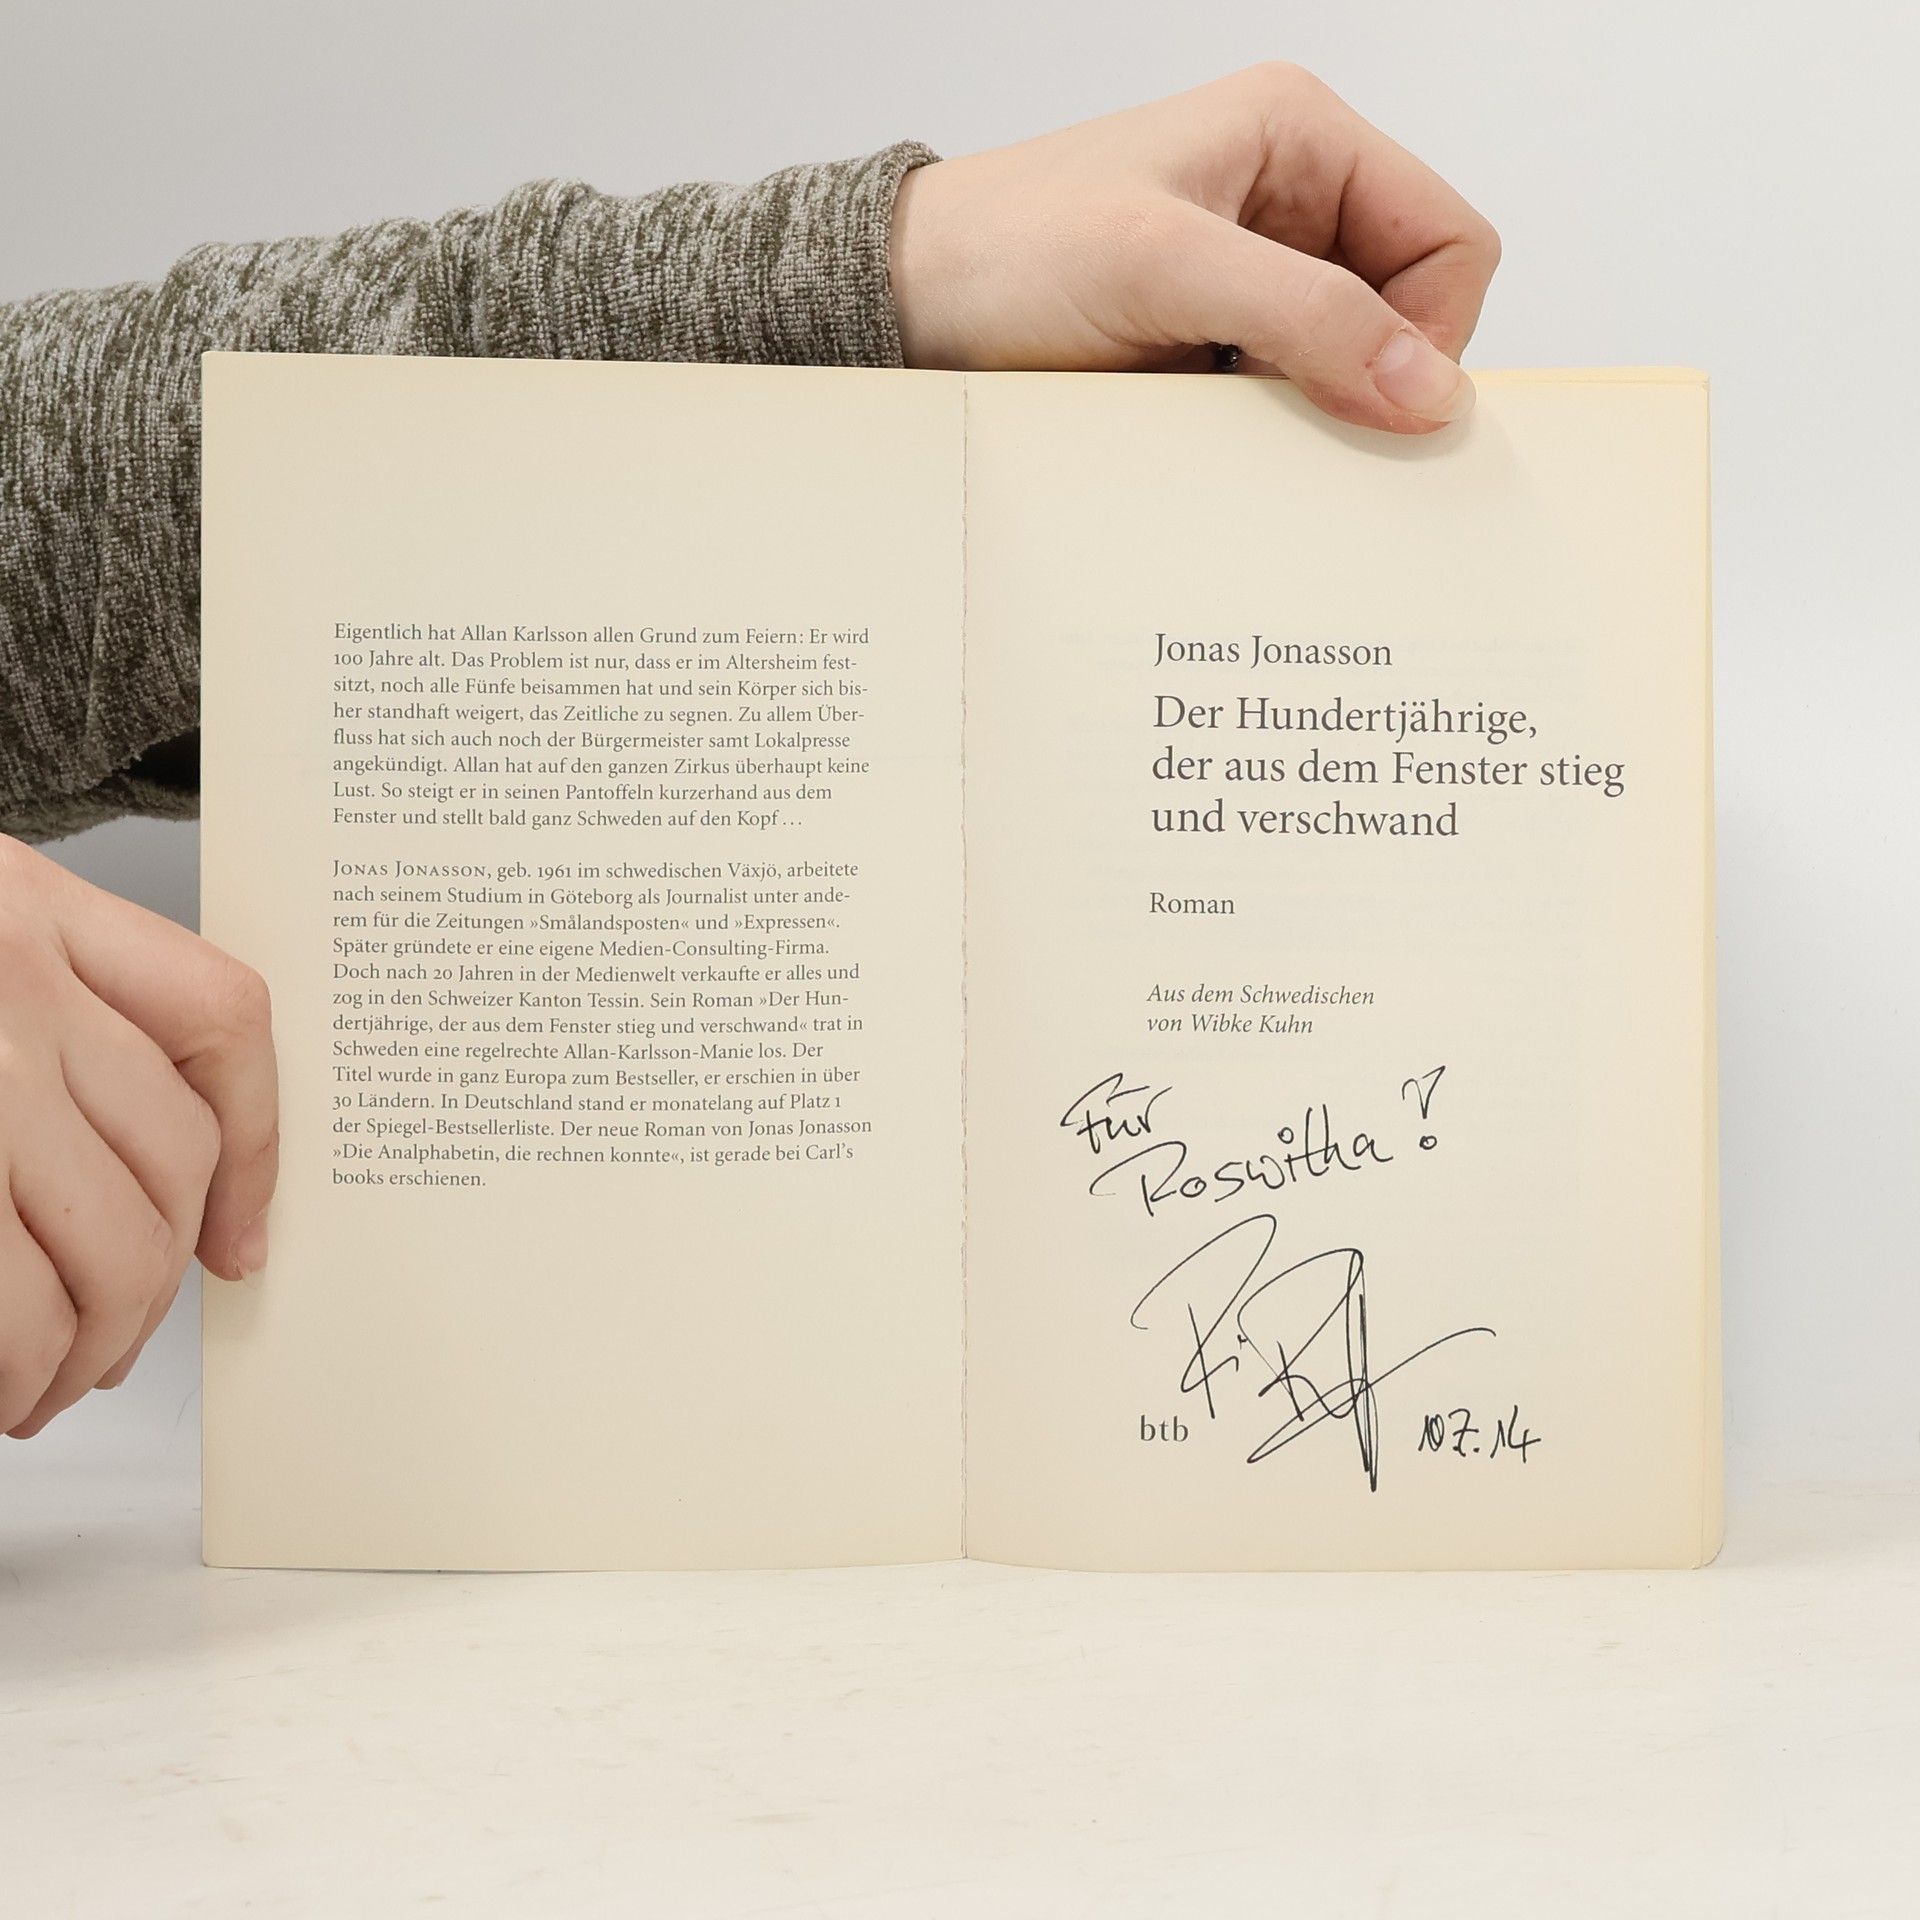 Eigentlich hat Allan Karlsson allen Grund zum Feiern: Er wird
100 Jahre alt. Das Problem ist nur, dass er im Altersheim fest-
sitzt, noch alle Fünfe beisammen hat und sein Körper sich bis-
her standhaft weigert, das Zeitliche zu segnen. Zu allem Über-
fluss hat sich auch noch der Bürgermeister samt Lokalpresse
angekündigt. Allan hat auf den ganzen Zirkus überhaupt keine
Lust. So steigt er in seinen Pantoffeln kurzerhand aus dem
Fenster und stellt bald ganz Schweden auf den Kopf ...
JONAS JONASSON, geb. 1961 im schwedischen Växjö, arbeitete
nach seinem Studium in Göteborg als Journalist unter ande-
rem für die Zeitungen »Smålandsposten« und »Expressen«.
Später gründete er eine eigene Medien-Consulting-Firma.
Doch nach 20 Jahren in der Medienwelt verkaufte er alles und
zog in den Schweizer Kanton Tessin. Sein Roman »Der Hun-
dertjährige, der aus dem Fenster stieg und verschwand« trat in
Schweden eine regelrechte Allan-Karlsson-Manie los. Der
Titel wurde in ganz Europa zum Bestseller, er erschien in über
30 Ländern. In Deutschland stand er monatelang auf Platz 1
der Spiegel-Bestsellerliste. Der neue Roman von Jonas Jonasson
»Die Analphabetin, die rechnen konnte«, ist gerade bei Carl's
books erschienen.
Jonas Jonasson
Der Hundertjährige,
der aus dem Fenster stieg
und verschwand
Roman
Aus dem Schwedischen
von Wibke Kuhn
Für
Roswitha!
btb
107.14